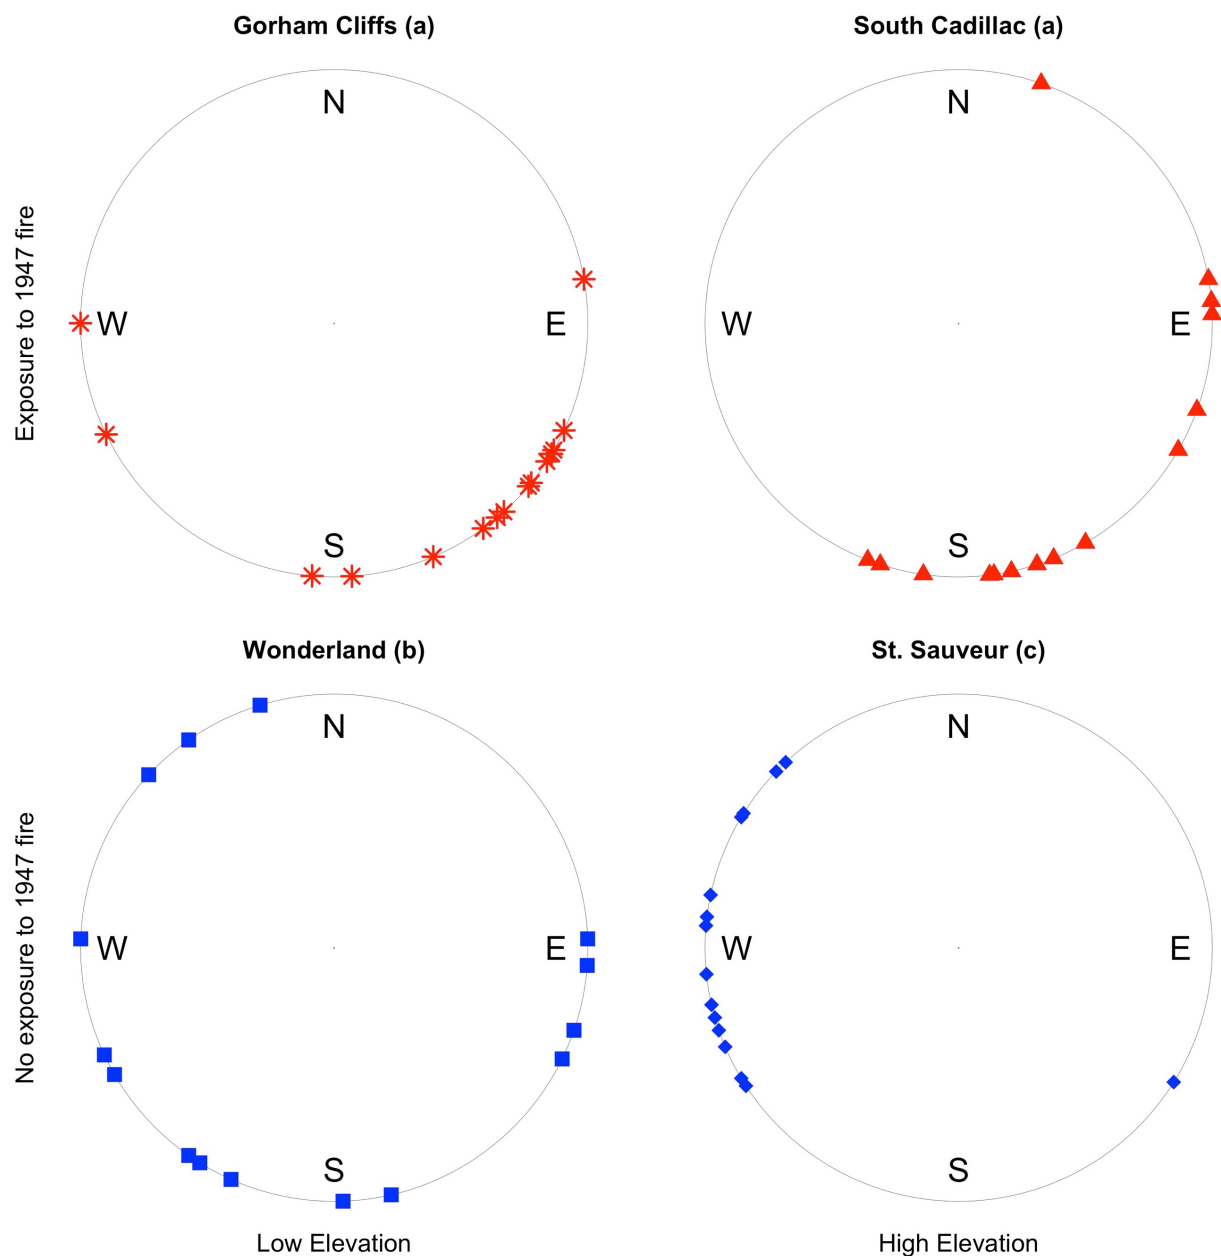 Gorham Cliffs (a)
South Cadillac (a)
Exposure to 1947 fire
N
W
E
S
N
W
E
S
Wonderland (b)
St. Sauveur (c)
No exposure to 1947 fire
N
W
E
S
N
W
E
S
Low Elevation
High Elevation